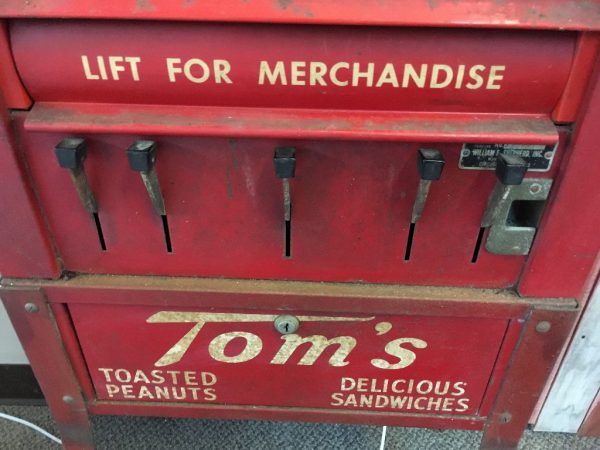 LIFT FOR MERCHANDISE
Tom's
TOASTED
PEANUTS
DELICIOUS
SANDWICHES